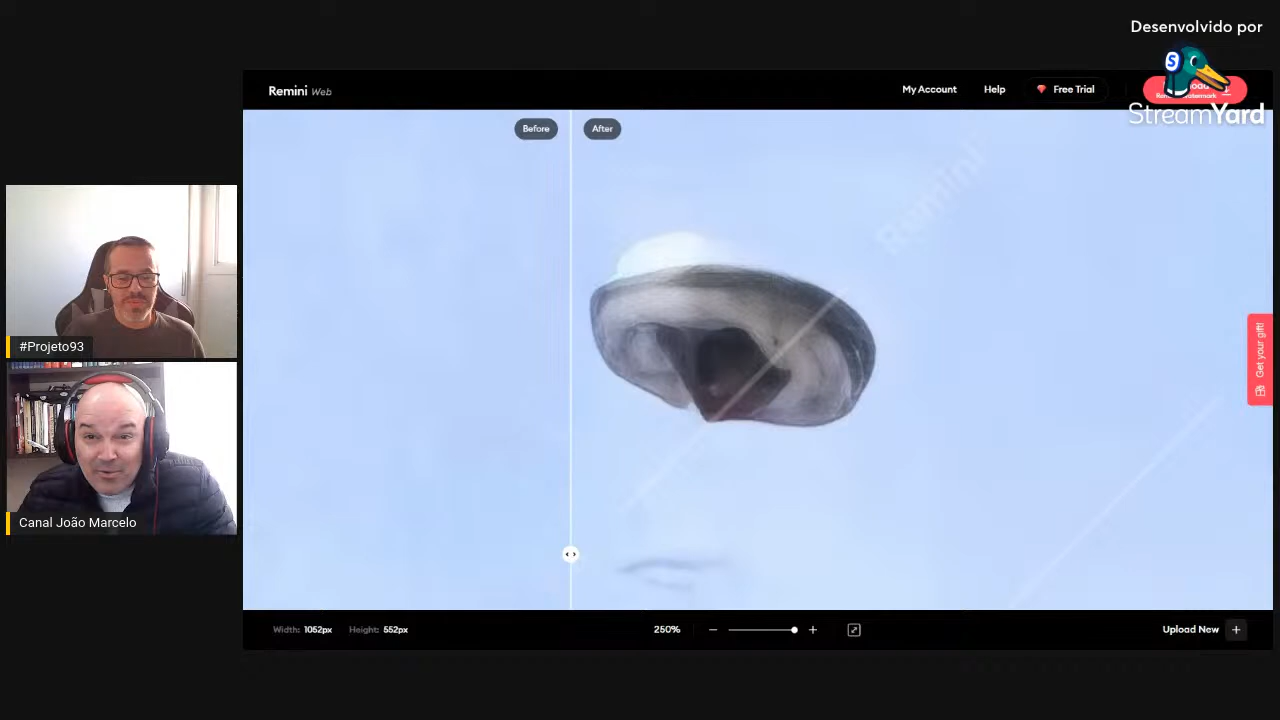 Desenvolvido por
StreamYard
Remini Web
My Account
Help
Free Trial
Before
After
Remini
Get your gift!
#Projeto93
Canal João Marcelo
Width: 1052px
Height: 552px
250%
Upload New